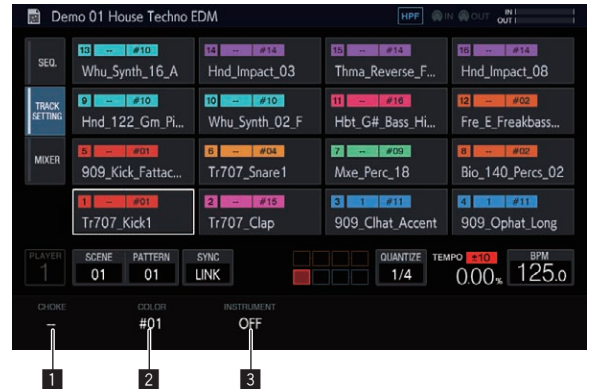 Demo 01 House Techno EDM
HPF IN OUT IN OUT
SEQ.
13 -- #10 14 -- #14 15 -- #14 16 -- #14
Whu_Synth_16_A Hnd_Impact_03 Thma_Reverse_F... Hnd_Impact_08
TRACK SETTING
9 -- #10 10 -- #10 11 -- #16 12 -- #02
Hnd_122_Gm_Pi... Whu_Synth_02_F Hbt_G#_Bass_Hi... Fre_E_Freakbass...
MIXER
5 -- #01 6 -- #04 7 -- #09 8 -- #02
909_Kick_Fattac... Tr707_Snare1 Mxe_Perc_18 Bio_140_Percs_02
1 -- #01 2 -- #15 3 1 #11 4 1 #11
Tr707_Kick1 Tr707_Clap 909_Clhat_Accent 909_Ophat_Long
PLAYER SCENE PATTERN SYNC QUANTIZE TEMPO ±10 BPM
1 01 01 LINK 1/4 0.00% 125.0
CHOKE COLOR INSTRUMENT
-- #01 OFF
1 2 3